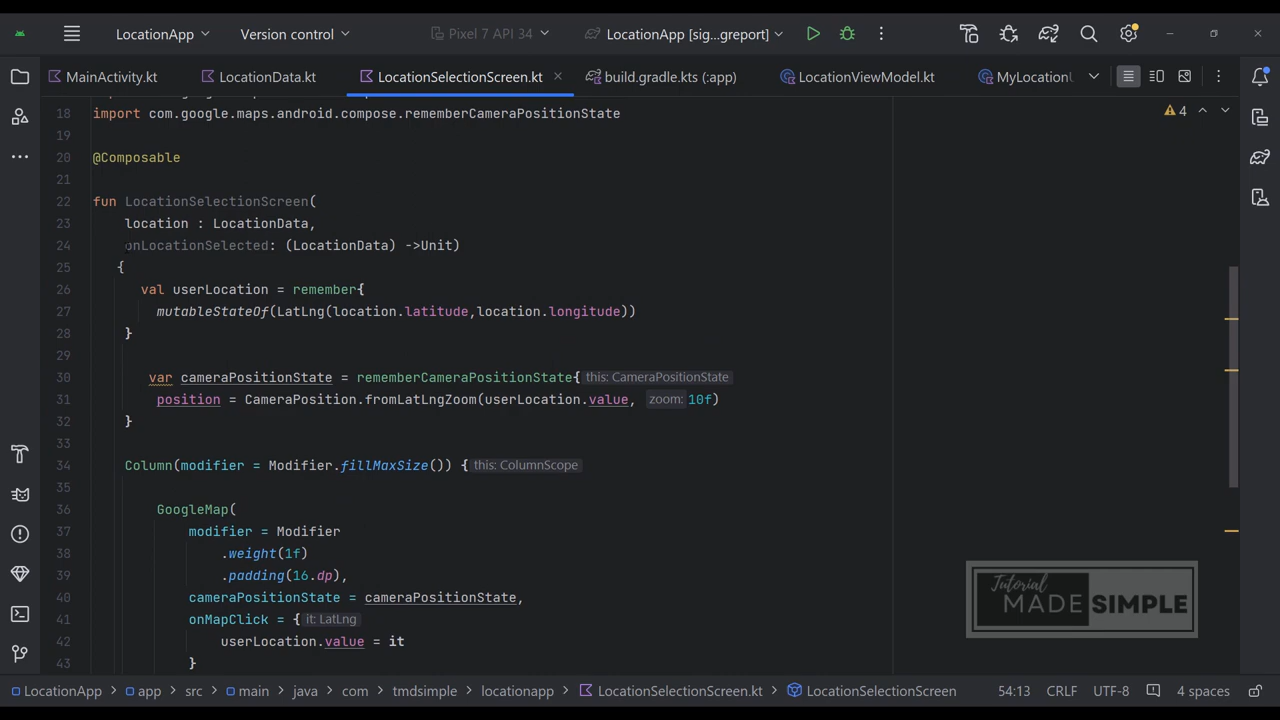 LocationApp Version control Pixel 7 API 34 LocationApp [sig...greport]
MainActivity.kt LocationData.kt LocationSelectionScreen.kt build.gradle.kts (:app) LocationViewModel.kt MyLocationU
18 import com.google.maps.android.compose.rememberCameraPositionState
4
19
20 @Composable
21
22 fun LocationSelectionScreen(
23 location : LocationData,
24 onLocationSelected: (LocationData) ->Unit)
25 {
26 val userLocation = remember{
27 mutableStateOf(LatLng(location.latitude,location.longitude))
28 }
29
30 var cameraPositionState = rememberCameraPositionState{ this: CameraPositionState
31 position = CameraPosition.fromLatLngZoom(userLocation.value, zoom: 10f)
32 }
33
34 Column(modifier = Modifier.fillMaxSize()) { this: ColumnScope
35
36 GoogleMap(
37 modifier = Modifier
38 .weight(1f)
39 .padding(16.dp),
40 cameraPositionState = cameraPositionState,
41 onMapClick = { it: LatLng
42 userLocation.value = it
43 }
Tutorial
MADE SIMPLE
LocationApp app src main java com tmdsimple locationapp LocationSelectionScreen.kt LocationSelectionScreen 54:13 CRLF UTF-8 4 spaces